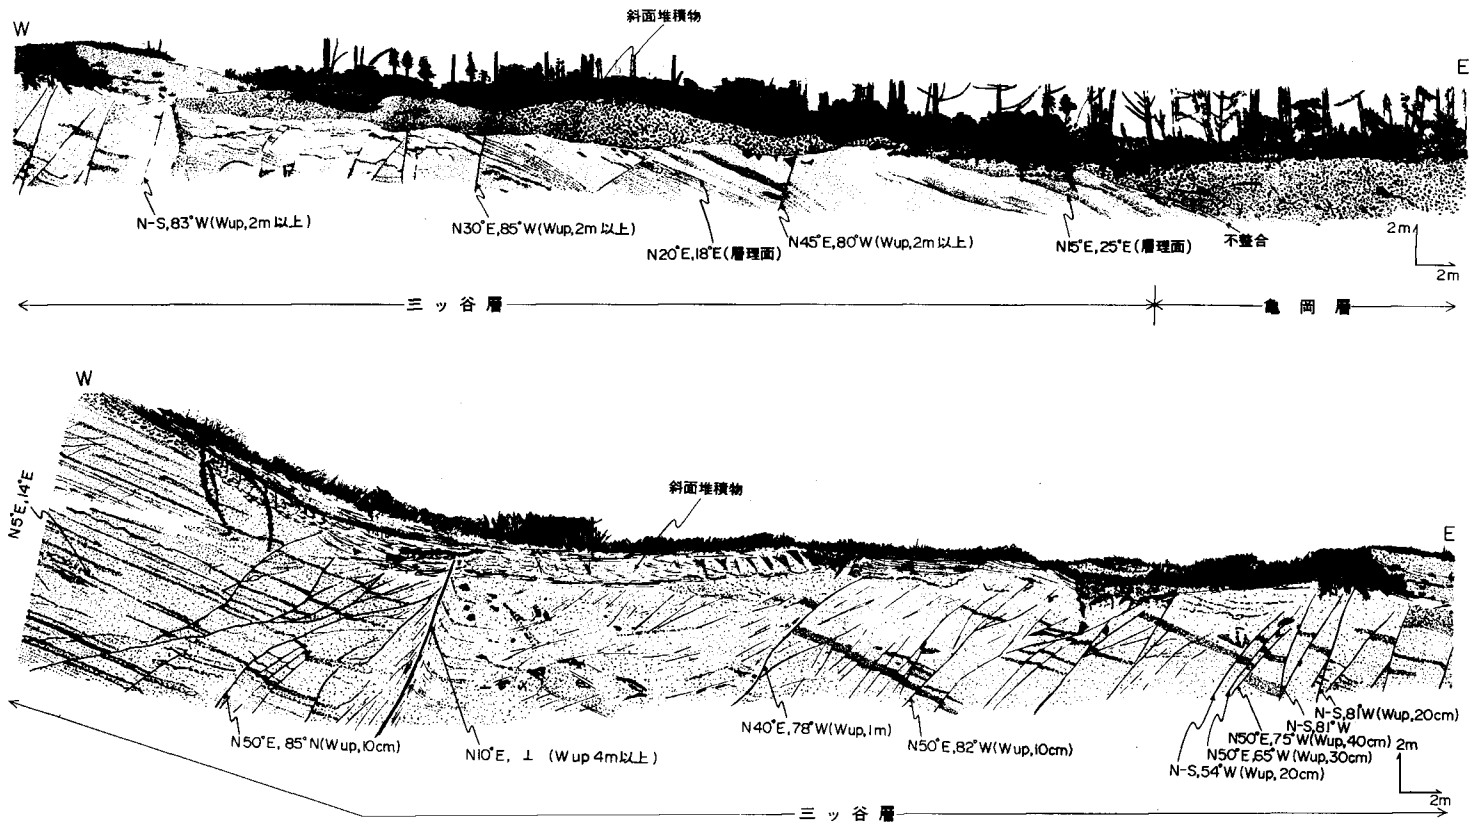 W
斜面堆積物
E
N-S,83°W(Wup,2m以上)
N30°E,85°W(Wup,2m以上)
N20°E,18°E(層理面)
N45°E,80°W(Wup,2m以上)
N15°E,25°E(層理面)
不整合
2m
2m
三ッ谷層
亀岡層
W
N5°E,14°E
斜面堆積物
E
N50°E,85°N(Wup,10cm)
N10°E, ⊥ (Wup 4m以上)
N40°E,78°W(Wup,1m)
N50°E,82°W(Wup,10cm)
N-S,81°W(Wup,20cm)
N-S,81°W
N50°E,75°W(Wup,40cm)
N50°E,65°W(Wup,30cm)
N-S,54°W(Wup,20cm)
2m
2m
三ッ谷層